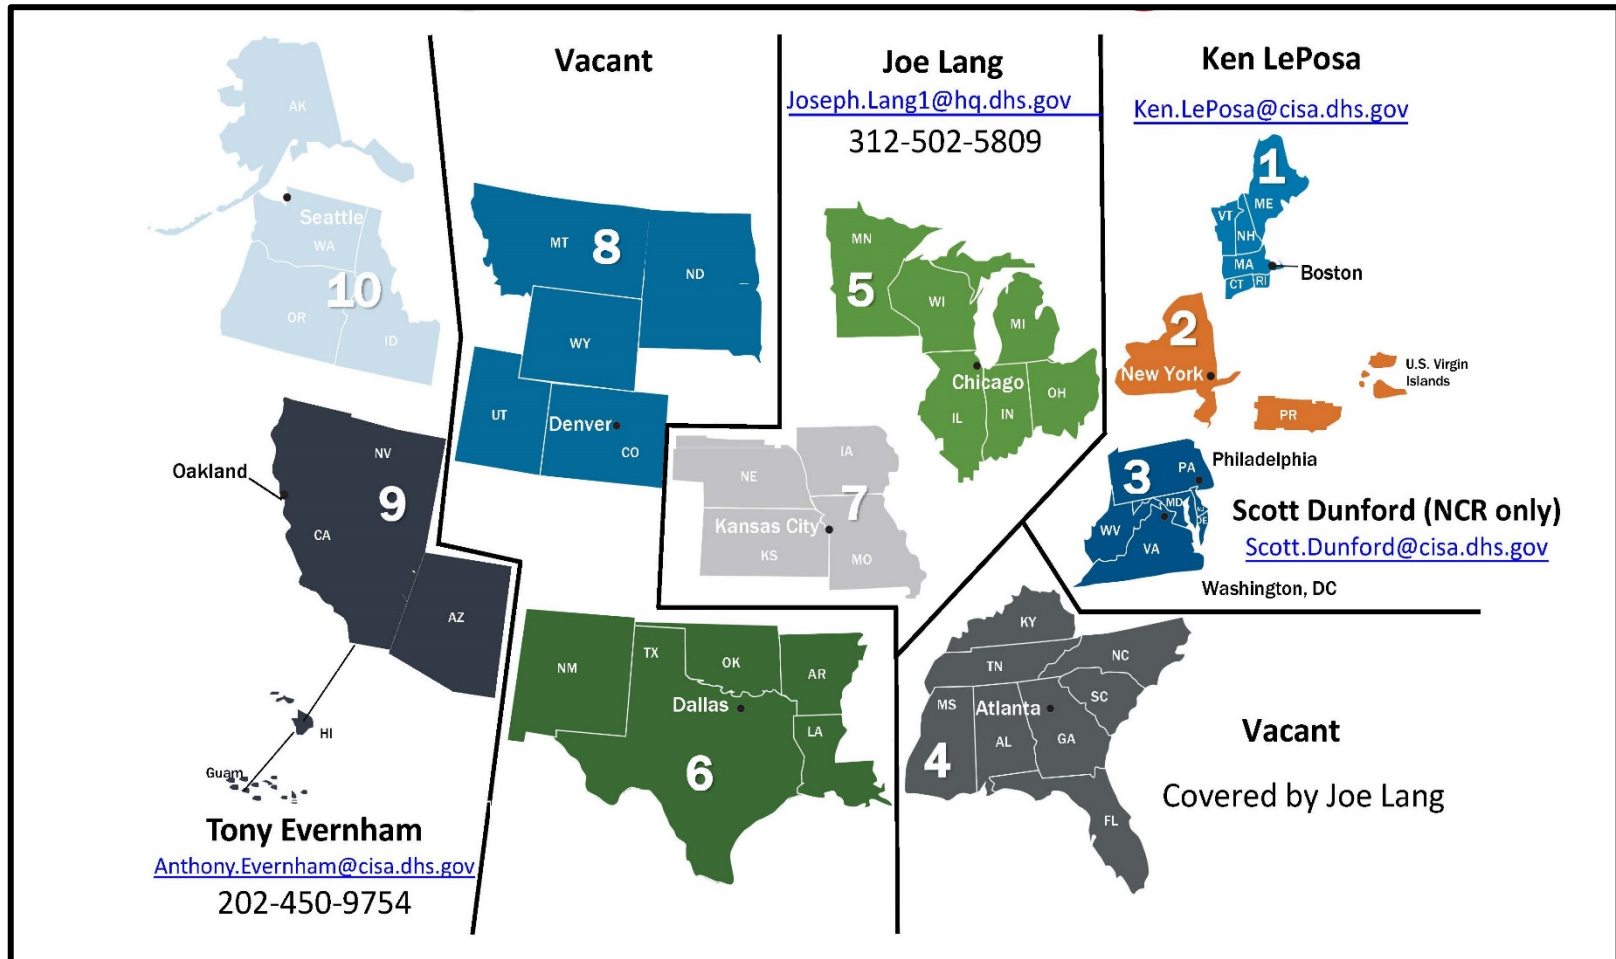 AK
Seattle
WA
10
OR
ID
Vacant
MT
8
ND
WY
UT
Denver
CO
Joe Lang
Joseph.Lang1@hq.dhs.gov
312-502-5809
MN
5
WI
MI
Chicago
IL
IN
OH
Ken LePosa
Ken.LePosa@cisa.dhs.gov
1
ME
VT
NH
MA
CT
RI
Boston
2
New York
U.S. Virgin
Islands
PR
3
PA
Philadelphia
MD
DE
WV
VA
Scott Dunford (NCR only)
Scott.Dunford@cisa.dhs.gov
Washington, DC
Oakland
NV
9
CA
AZ
HI
Guam
Tony Evernham
Anthony.Evernham@cisa.dhs.gov
202-450-9754
IA
NE
7
Kansas City
KS
MO
NM
TX
OK
AR
Dallas
LA
6
KY
TN
NC
SC
MS
Atlanta
AL
GA
4
FL
Vacant
Covered by Joe Lang